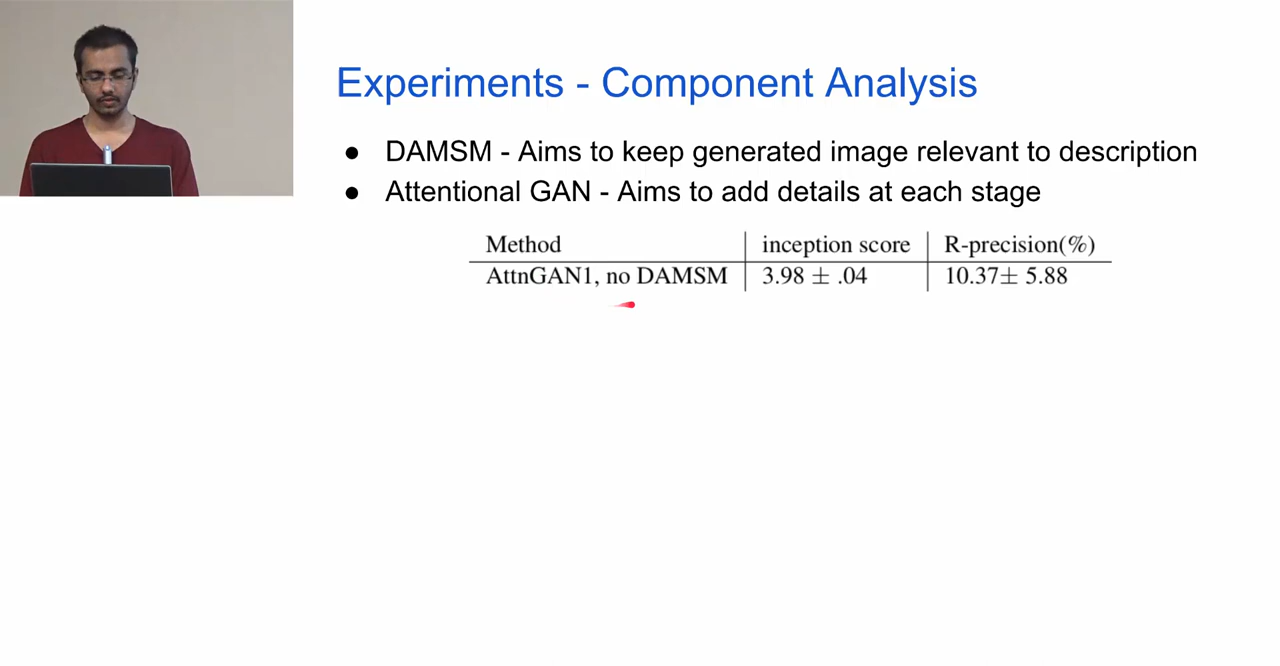 Experiments - Component Analysis
● DAMSM - Aims to keep generated image relevant to description
● Attentional GAN - Aims to add details at each stage
Method inception score R-precision(%)
AttnGAN1, no DAMSM 3.98 ± .04 10.37± 5.88